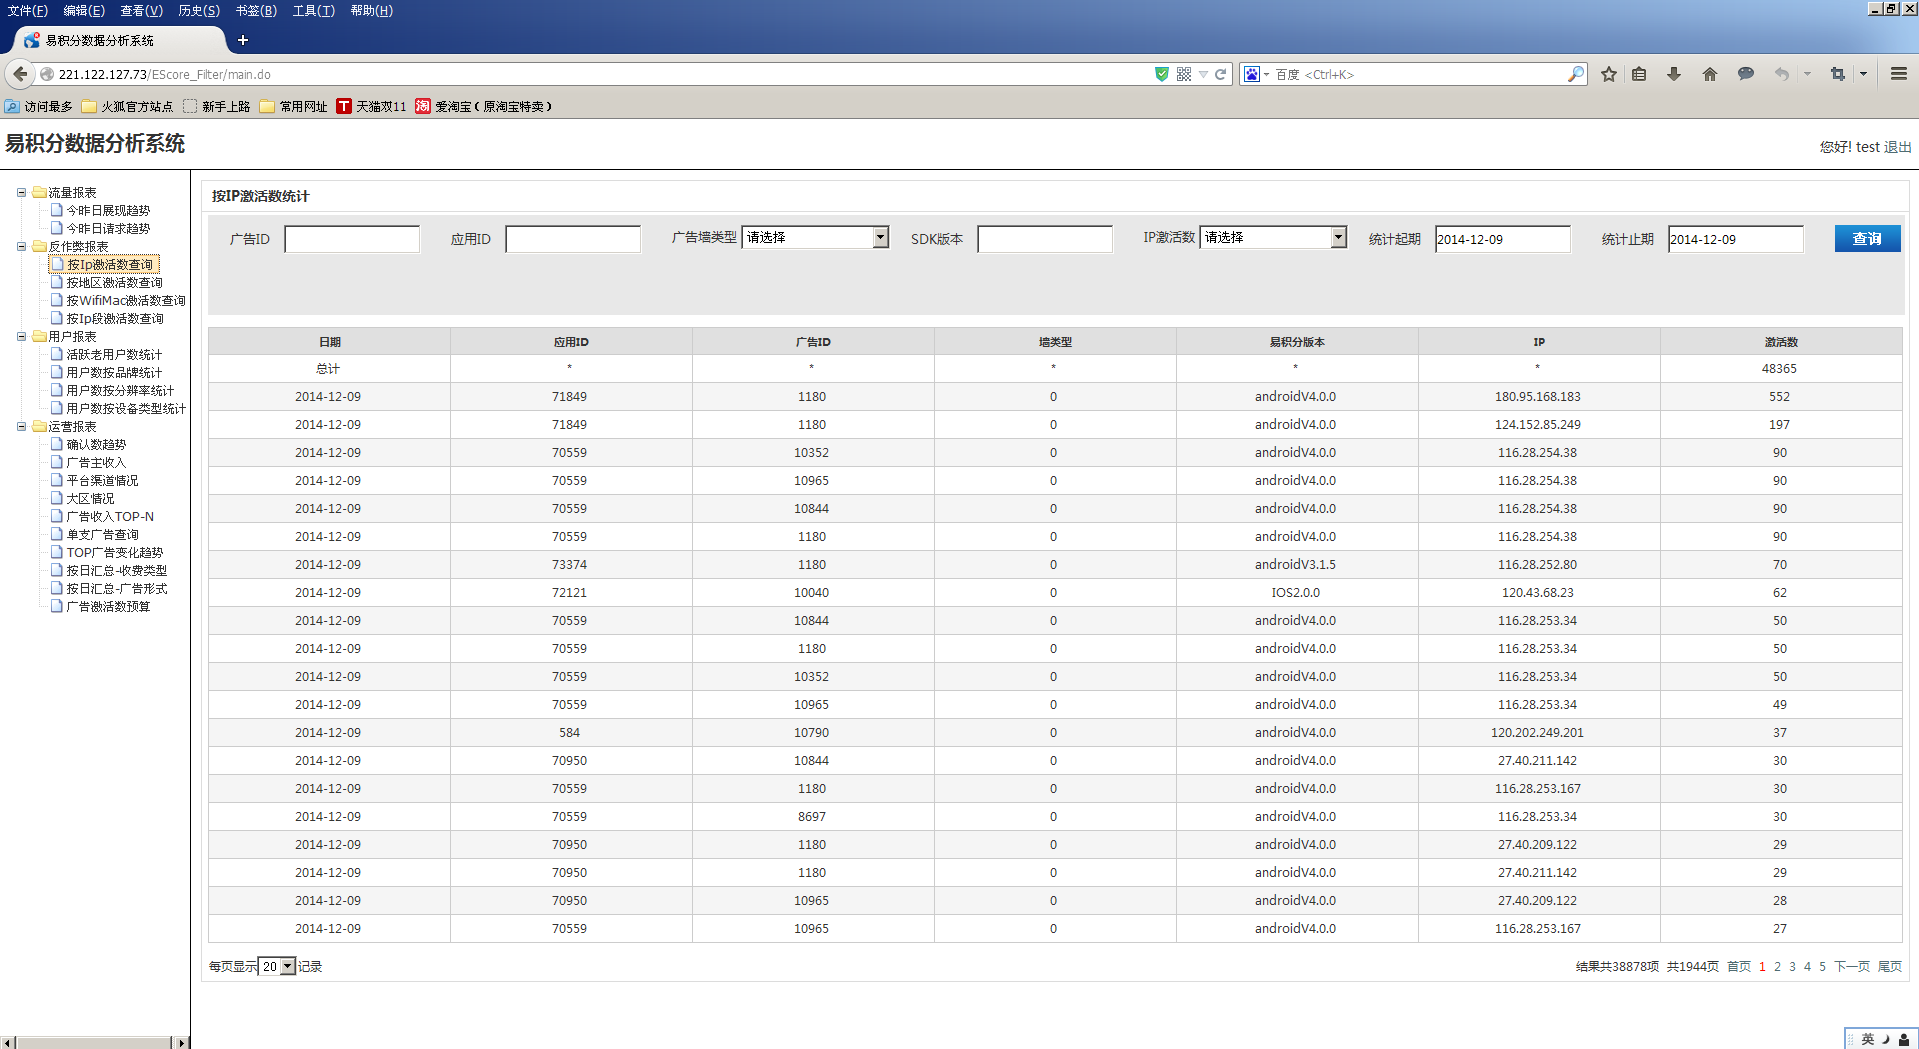 文件(F) 编辑(E) 查看(V) 历史(S) 书签(B) 工具(T) 帮助(H)
易积分数据分析系统
221.122.127.73/EScore_Filter/main.do 百度 <Ctrl+K>
访问最多 火狐官方站点 新手上路 常用网址 天猫双11 爱淘宝（原淘宝特卖）
易积分数据分析系统
您好! test 退出
流量报表
今昨日展现趋势
今昨日请求趋势
反作弊报表
按Ip激活数查询
按地区激活数查询
按WifiMac激活数查询
按Ip段激活数查询
用户报表
活跃老用户数统计
用户数按品牌统计
用户数按分辨率统计
用户数按设备类型统计
运营报表
确认数趋势
广告主收入
平台渠道情况
大区情况
广告收入TOP-N
单支广告查询
TOP广告变化趋势
按日汇总-收费类型
按日汇总-广告形式
广告激活数预算
按IP激活数统计
广告ID 应用ID 广告墙类型 请选择 SDK版本 IP激活数 请选择 统计起期 2014-12-09 统计止期 2014-12-09 查询
日期 应用ID 广告ID 墙类型 易积分版本 IP 激活数
总计 * * * * * 48365
2014-12-09 71849 1180 0 androidV4.0.0 180.95.168.183 552
2014-12-09 71849 1180 0 androidV4.0.0 124.152.85.249 197
2014-12-09 70559 10352 0 androidV4.0.0 116.28.254.38 90
2014-12-09 70559 10965 0 androidV4.0.0 116.28.254.38 90
2014-12-09 70559 10844 0 androidV4.0.0 116.28.254.38 90
2014-12-09 70559 1180 0 androidV4.0.0 116.28.254.38 90
2014-12-09 73374 1180 0 androidV3.1.5 116.28.252.80 70
2014-12-09 72121 10040 0 IOS2.0.0 120.43.68.23 62
2014-12-09 70559 10844 0 androidV4.0.0 116.28.253.34 50
2014-12-09 70559 1180 0 androidV4.0.0 116.28.253.34 50
2014-12-09 70559 10352 0 androidV4.0.0 116.28.253.34 50
2014-12-09 70559 10965 0 androidV4.0.0 116.28.253.34 49
2014-12-09 584 10790 0 androidV4.0.0 120.202.249.201 37
2014-12-09 70950 10844 0 androidV4.0.0 27.40.211.142 30
2014-12-09 70559 1180 0 androidV4.0.0 116.28.253.167 30
2014-12-09 70559 8697 0 androidV4.0.0 116.28.253.34 30
2014-12-09 70950 1180 0 androidV4.0.0 27.40.209.122 29
2014-12-09 70950 1180 0 androidV4.0.0 27.40.211.142 29
2014-12-09 70950 10965 0 androidV4.0.0 27.40.209.122 28
2014-12-09 70559 10965 0 androidV4.0.0 116.28.253.167 27
每页显示 20 记录 结果共38878项 共1944页 首页 1 2 3 4 5 下一页 尾页
英